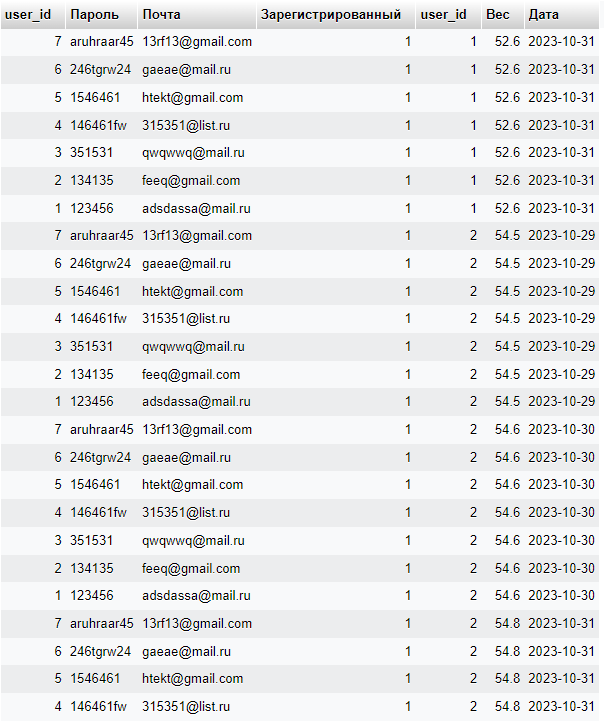 user_id Пароль Почта Зарегистрированный user_id Вес Дата
7 aruhraar45 13rf13@gmail.com 1 1 52.6 2023-10-31
6 246tgrw24 gaeae@mail.ru 1 1 52.6 2023-10-31
5 1546461 htekt@gmail.com 1 1 52.6 2023-10-31
4 146461fw 315351@list.ru 1 1 52.6 2023-10-31
3 351531 qwqwwq@mail.ru 1 1 52.6 2023-10-31
2 134135 feeq@gmail.com 1 1 52.6 2023-10-31
1 123456 adsdassa@mail.ru 1 1 52.6 2023-10-31
7 aruhraar45 13rf13@gmail.com 1 2 54.5 2023-10-29
6 246tgrw24 gaeae@mail.ru 1 2 54.5 2023-10-29
5 1546461 htekt@gmail.com 1 2 54.5 2023-10-29
4 146461fw 315351@list.ru 1 2 54.5 2023-10-29
3 351531 qwqwwq@mail.ru 1 2 54.5 2023-10-29
2 134135 feeq@gmail.com 1 2 54.5 2023-10-29
1 123456 adsdassa@mail.ru 1 2 54.5 2023-10-29
7 aruhraar45 13rf13@gmail.com 1 2 54.6 2023-10-30
6 246tgrw24 gaeae@mail.ru 1 2 54.6 2023-10-30
5 1546461 htekt@gmail.com 1 2 54.6 2023-10-30
4 146461fw 315351@list.ru 1 2 54.6 2023-10-30
3 351531 qwqwwq@mail.ru 1 2 54.6 2023-10-30
2 134135 feeq@gmail.com 1 2 54.6 2023-10-30
1 123456 adsdassa@mail.ru 1 2 54.6 2023-10-30
7 aruhraar45 13rf13@gmail.com 1 2 54.8 2023-10-31
6 246tgrw24 gaeae@mail.ru 1 2 54.8 2023-10-31
5 1546461 htekt@gmail.com 1 2 54.8 2023-10-31
4 146461fw 315351@list.ru 1 2 54.8 2023-10-31